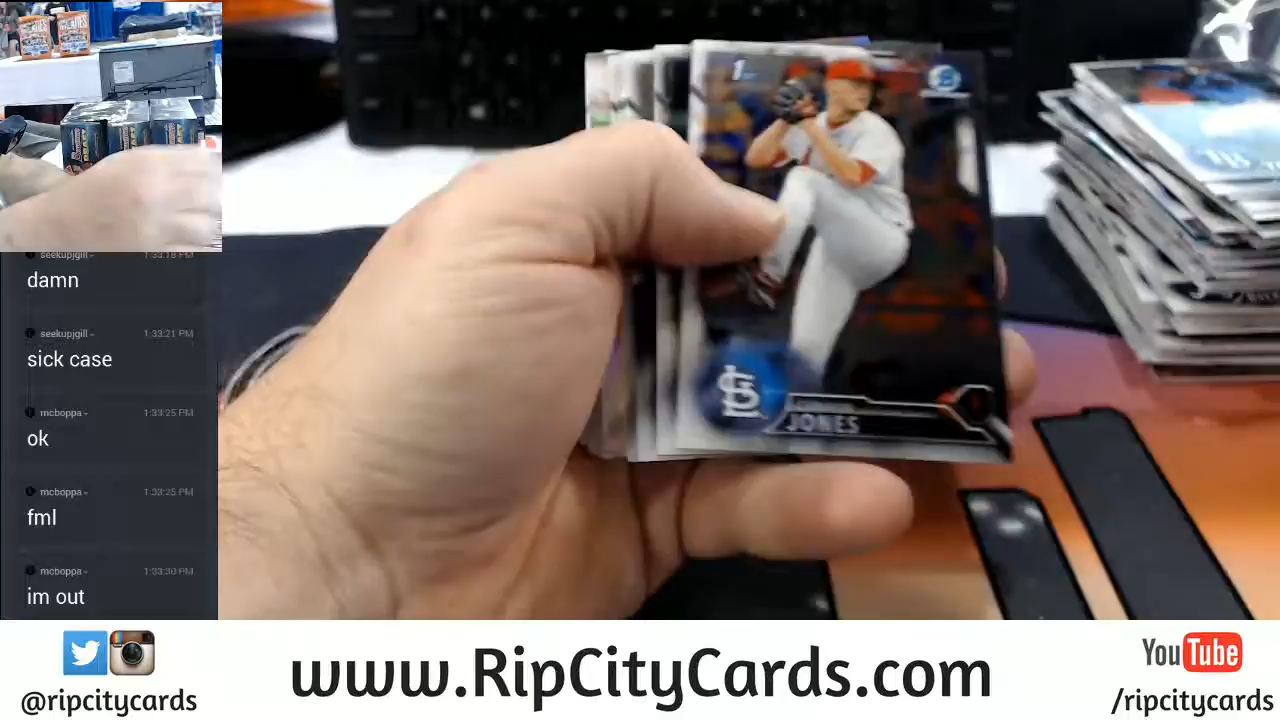 seekupjgill 1:33:18 PM
damn
seekupjgill 1:33:21 PM
sick case
mcboppa 1:33:25 PM
ok
mcboppa 1:33:25 PM
fml
mcboppa 1:33:30 PM
im out
1st
JONES
@ripcitycards
www.RipCityCards.com
YouTube
/ripcitycards